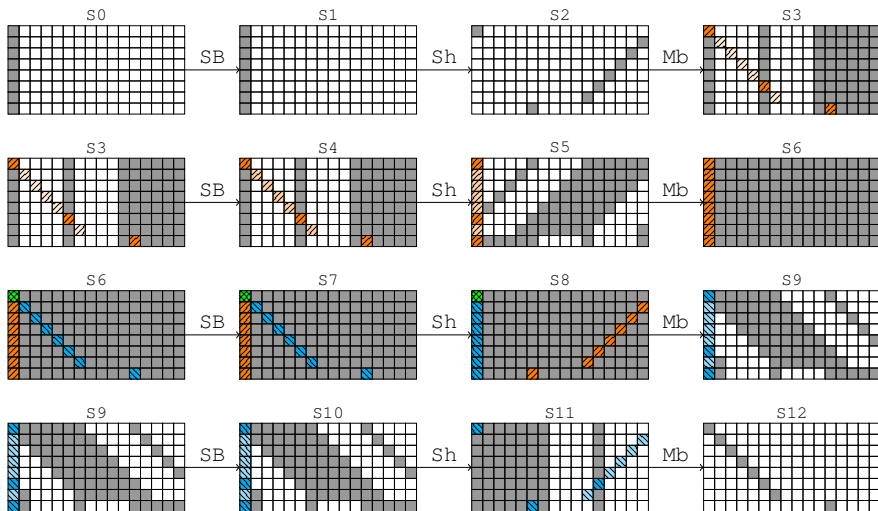 S0 S1 S2 S3
SB Sh Mb
S3 S4 S5 S6
SB Sh Mb
S6 S7 S8 S9
SB Sh Mb
S9 S10 S11 S12
SB Sh Mb